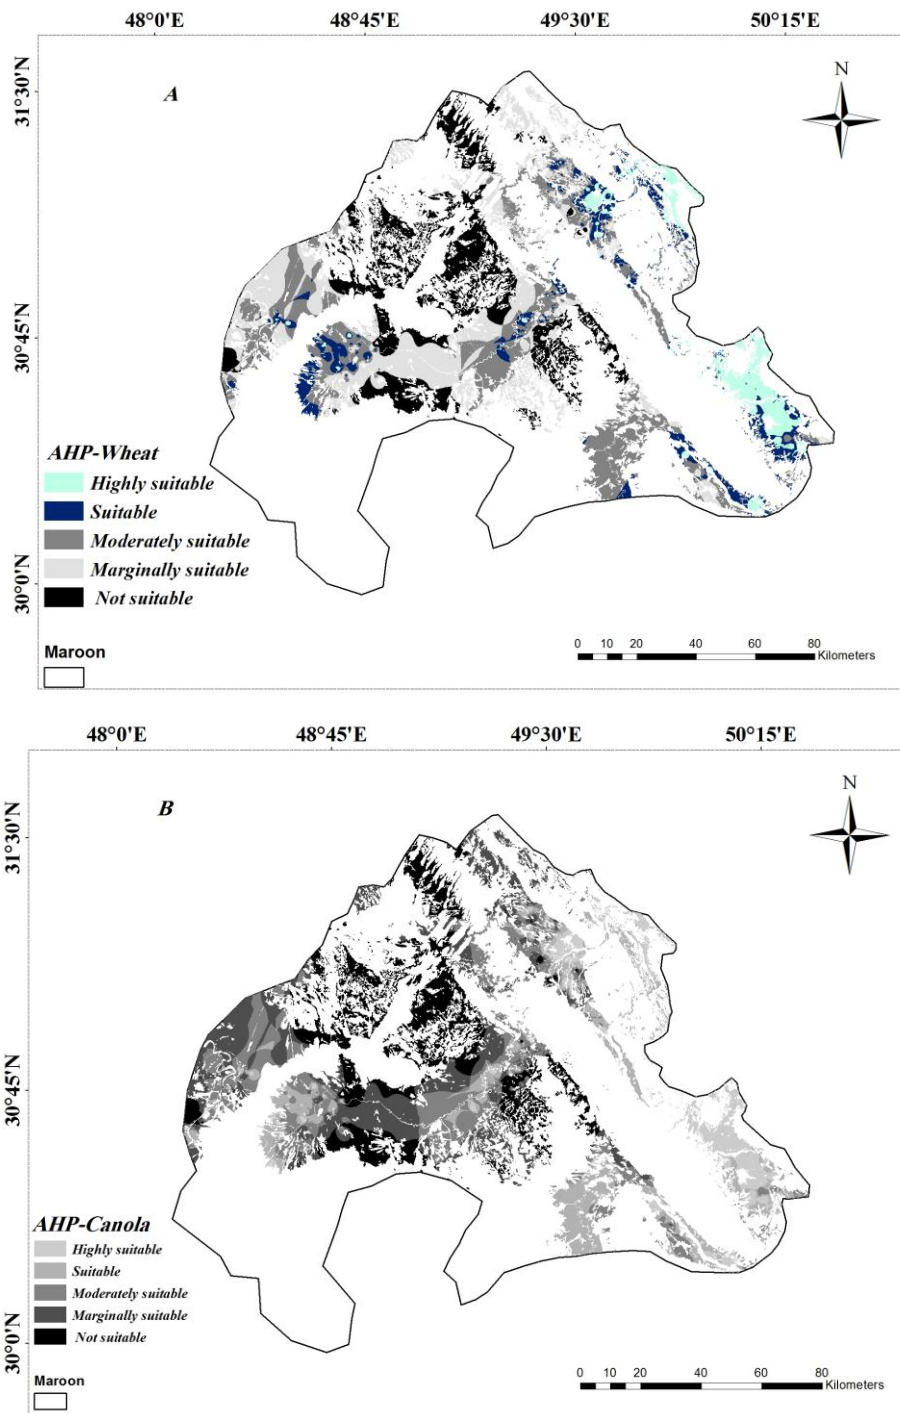 48°0'E 48°45'E 49°30'E 50°15'E
31°30'N
A
N
30°45'N
AHP-Wheat
Highly suitable
Suitable
Moderately suitable
Marginally suitable
Not suitable
30°0'N
Maroon
0 10 20 40 60 80
Kilometers
48°0'E 48°45'E 49°30'E 50°15'E
31°30'N
B
N
30°45'N
AHP-Canola
Highly suitable
Suitable
Moderately suitable
Marginally suitable
Not suitable
30°0'N
Maroon
0 10 20 40 60 80
Kilometers